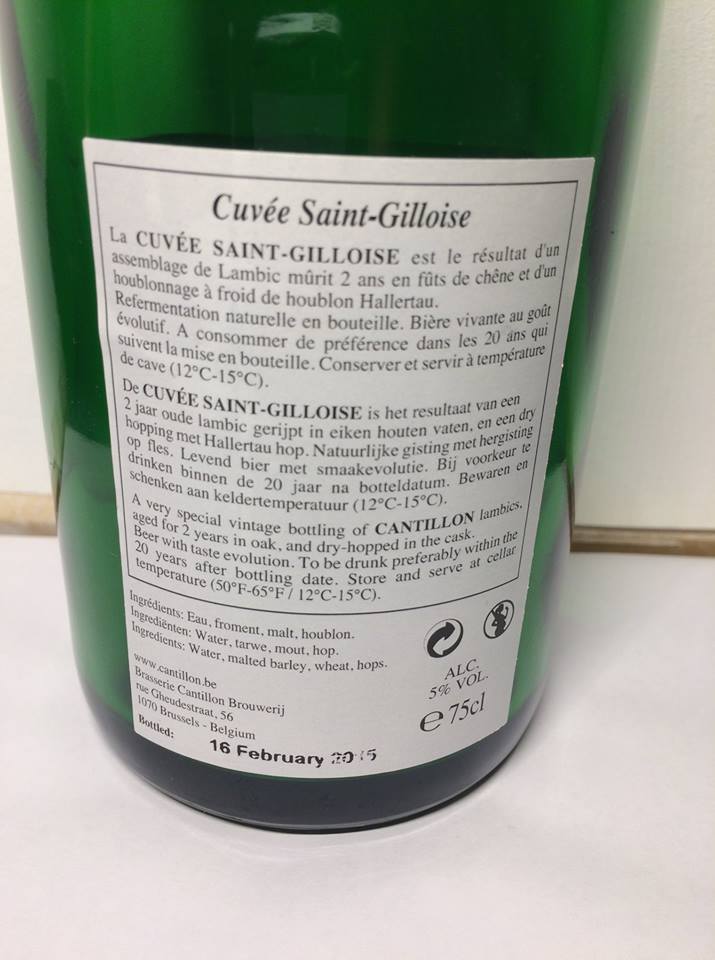 Cuvée Saint-Gilloise
La CUVÉE SAINT-GILLOISE est le résultat d'un
assemblage de Lambic mûrit 2 ans en fûts de chêne et d'un
houblonnage à froid de houblon Hallertau.
Refermentation naturelle en bouteille. Bière vivante au goût
évolutif. A consommer de préférence dans les 20 ans qui
suivent la mise en bouteille. Conserver et servir à température
de cave (12°C-15°C).
De CUVÉE SAINT-GILLOISE is het resultaat van een
2 jaar oude lambic gerijpt in eiken houten vaten, en een dry
hopping met Hallertau hop. Natuurlijke gisting met hergisting
op fles. Levend bier met smaakevolutie. Bij voorkeur te
drinken binnen de 20 jaar na botteldatum. Bewaren en
schenken aan keldertemperatuur (12°C-15°C).
A very special vintage bottling of CANTILLON lambics,
aged for 2 years in oak, and dry-hopped in the cask.
Beer with taste evolution. To be drunk preferably within the
20 years after bottling date. Store and serve at cellar
temperature (50°F-65°F / 12°C-15°C).
Ingrédients: Eau, froment, malt, houblon.
Ingrediënten: Water, tarwe, mout, hop.
Ingredients: Water, malted barley, wheat, hops.
www.cantillon.be
Brasserie Cantillon Brouwerij
rue Gheudestraat, 56
1070 Brussels - Belgium
Bottled: 16 February 2015
ALC.
5% VOL.
e 75cl